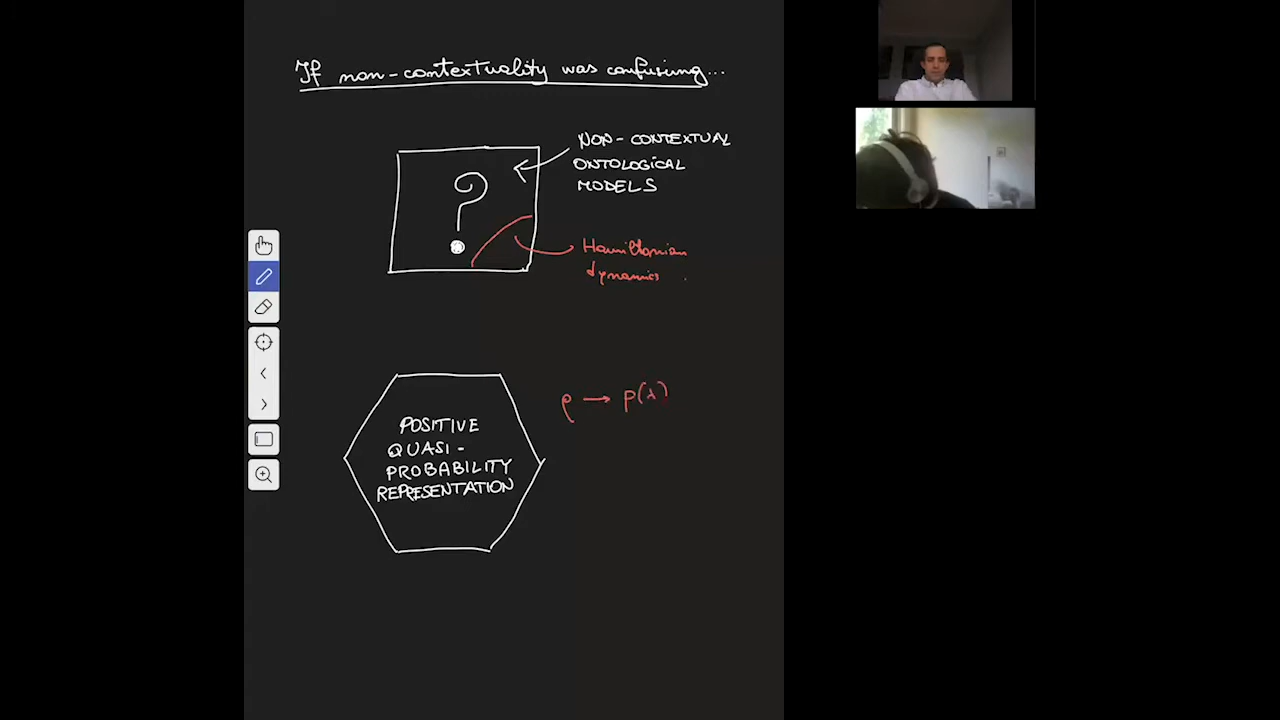 If non-contextuality was confusing...
NON-CONTEXTUAL
ONTOLOGICAL
MODELS
?
Hamiltonian
dynamics
POSITIVE
QUASI-
PROBABILITY
REPRESENTATION
ρ → p(λ)